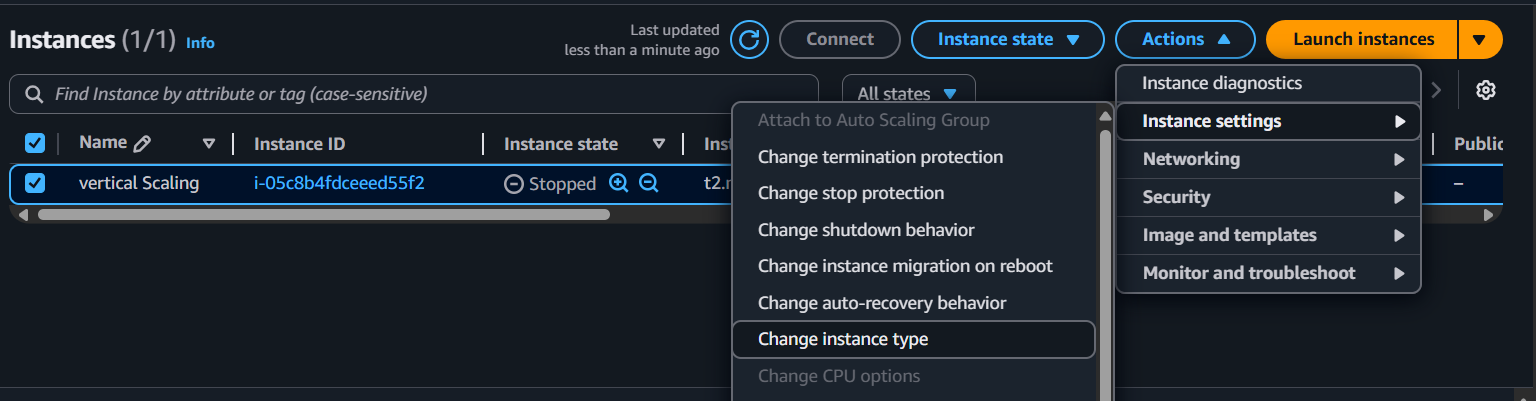 Instances (1/1) Info
Last updated
less than a minute ago
Connect
Instance state
Actions
Launch instances
Find Instance by attribute or tag (case-sensitive)
All states
Name
Instance ID
Instance state
Public
vertical Scaling
i-05c8b4fdceeed55f2
Stopped
–
Instance diagnostics
Instance settings
Networking
Security
Image and templates
Monitor and troubleshoot
Attach to Auto Scaling Group
Change termination protection
Change stop protection
Change shutdown behavior
Change instance migration on reboot
Change auto-recovery behavior
Change instance type
Change CPU options